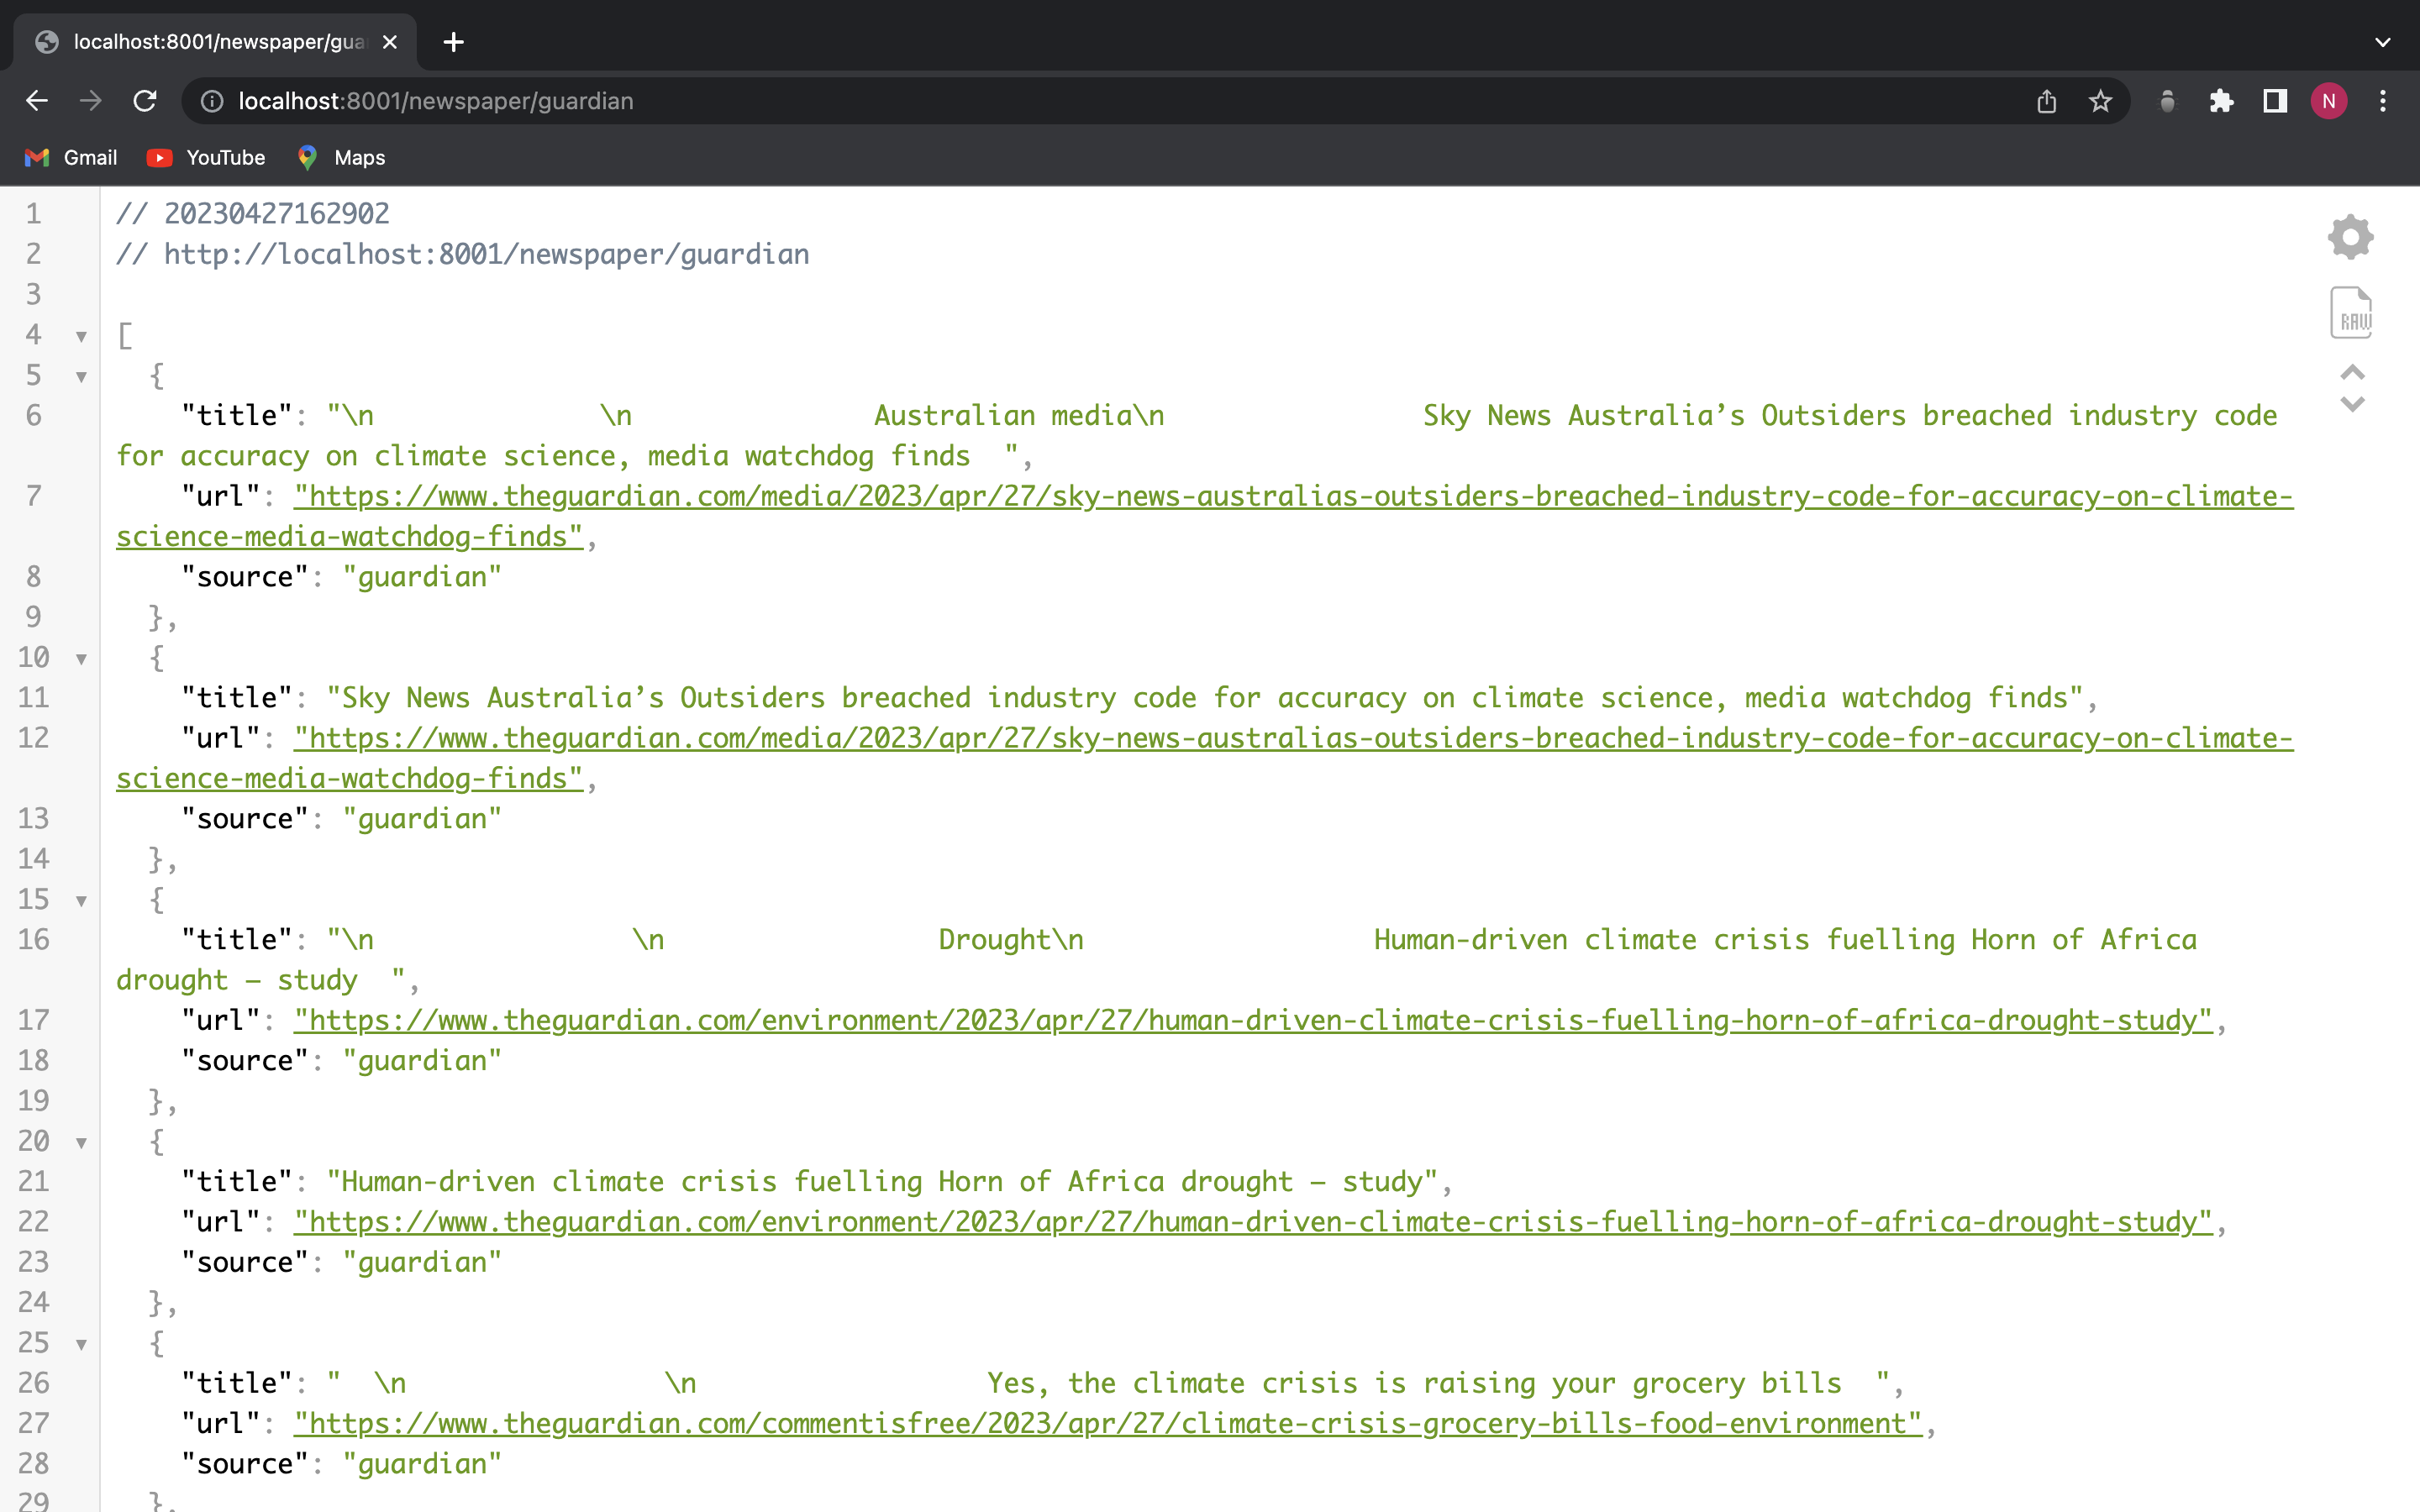 localhost:8001/newspaper/gua
localhost:8001/newspaper/guardian
N
Gmail YouTube Maps
1 // 20230427162902
2 // http://localhost:8001/newspaper/guardian
3
RAW
4 [
5 {
6 "title": "\n \n Australian media\n Sky News Australia’s Outsiders breached industry code
for accuracy on climate science, media watchdog finds ",
7 "url": "https://www.theguardian.com/media/2023/apr/27/sky-news-australias-outsiders-breached-industry-code-for-accuracy-on-climate-
science-media-watchdog-finds",
8 "source": "guardian"
9 },
10 {
11 "title": "Sky News Australia’s Outsiders breached industry code for accuracy on climate science, media watchdog finds",
12 "url": "https://www.theguardian.com/media/2023/apr/27/sky-news-australias-outsiders-breached-industry-code-for-accuracy-on-climate-
science-media-watchdog-finds",
13 "source": "guardian"
14 },
15 {
16 "title": "\n \n Drought\n Human-driven climate crisis fuelling Horn of Africa
drought – study ",
17 "url": "https://www.theguardian.com/environment/2023/apr/27/human-driven-climate-crisis-fuelling-horn-of-africa-drought-study",
18 "source": "guardian"
19 },
20 {
21 "title": "Human-driven climate crisis fuelling Horn of Africa drought – study",
22 "url": "https://www.theguardian.com/environment/2023/apr/27/human-driven-climate-crisis-fuelling-horn-of-africa-drought-study",
23 "source": "guardian"
24 },
25 {
26 "title": " \n \n Yes, the climate crisis is raising your grocery bills ",
27 "url": "https://www.theguardian.com/commentisfree/2023/apr/27/climate-crisis-grocery-bills-food-environment",
28 "source": "guardian"
29 },